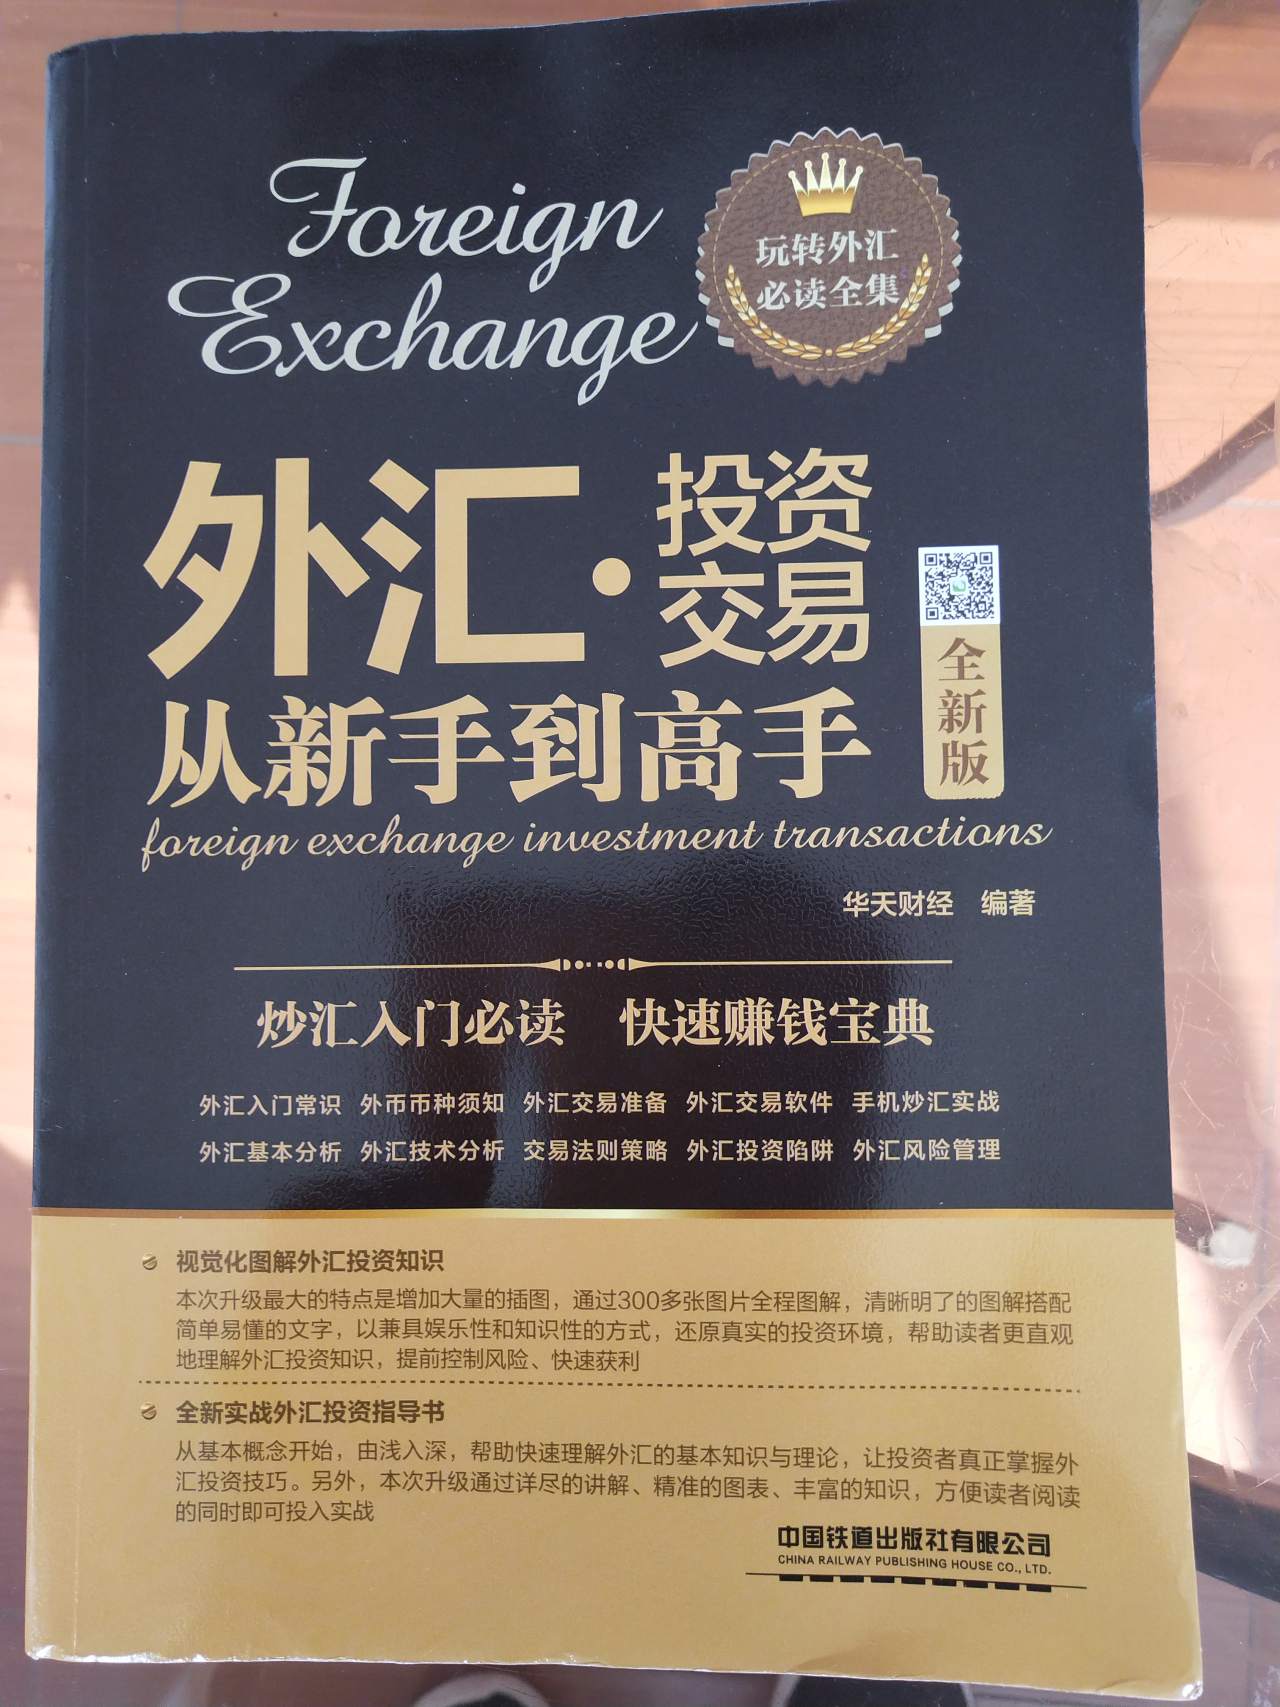 Foreign
Exchange
玩转外汇
必读全集
外汇·投资
交易
从新手到高手
全新版
foreign exchange investment transactions
华天财经 编著
炒汇入门必读 快速赚钱宝典
外汇入门常识 外币币种须知 外汇交易准备 外汇交易软件 手机炒汇实战
外汇基本分析 外汇技术分析 交易法则策略 外汇投资陷阱 外汇风险管理
视觉化图解外汇投资知识
本次升级最大的特点是增加大量的插图，通过300多张图片全程图解，清晰明了的图解搭配
简单易懂的文字，以兼具娱乐性和知识性的方式，还原真实的投资环境，帮助读者更直观
地理解外汇投资知识，提前控制风险、快速获利
全新实战外汇投资指导书
从基本概念开始，由浅入深，帮助快速理解外汇的基本知识与理论，让投资者真正掌握外
汇投资技巧。另外，本次升级通过详尽的讲解、精准的图表、丰富的知识，方便读者阅读
的同时即可投入实战
中国铁道出版社有限公司
CHINA RAILWAY PUBLISHING HOUSE CO., LTD.